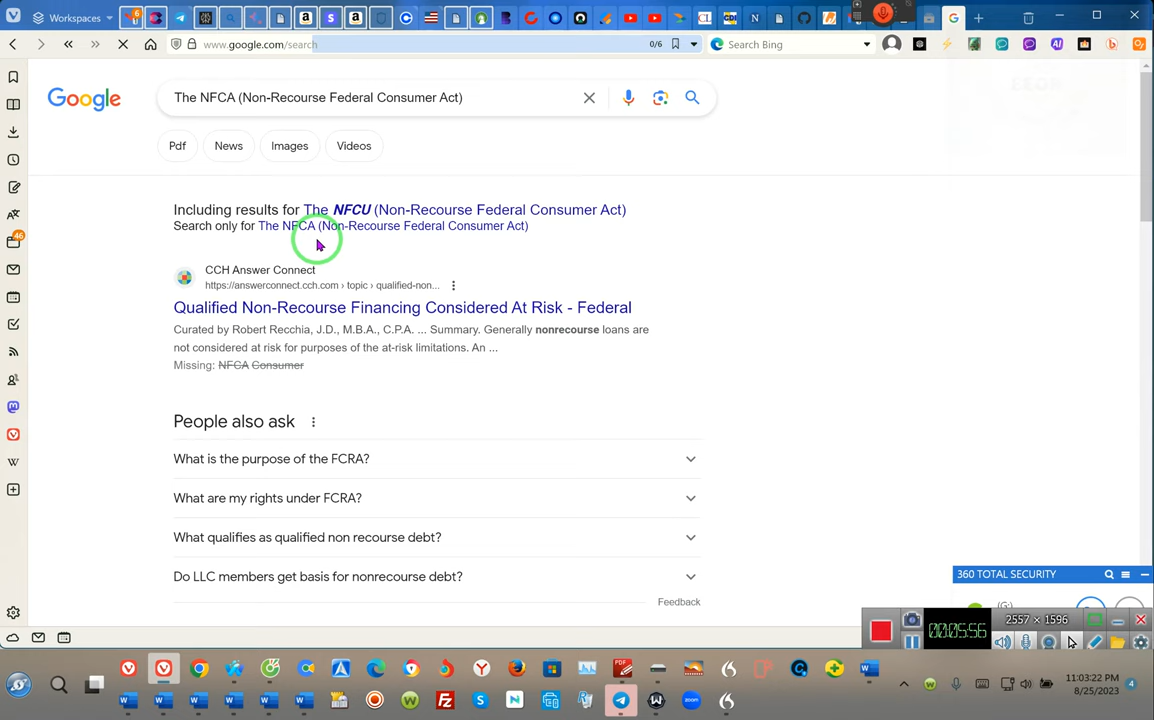 Workspaces
www.google.com/search
0/6
Search Bing
Google
The NFCA (Non-Recourse Federal Consumer Act)
Pdf
News
Images
Videos
Including results for The NFCU (Non-Recourse Federal Consumer Act)
Search only for The NFCA (Non-Recourse Federal Consumer Act)
CCH Answer Connect
https://answerconnect.cch.com › topic › qualified-non...
Qualified Non-Recourse Financing Considered At Risk - Federal
Curated by Robert Recchia, J.D., M.B.A., C.P.A. ... Summary. Generally nonrecourse loans are
not considered at risk for purposes of the at-risk limitations. An ...
Missing: NFCA Consumer
People also ask
What is the purpose of the FCRA?
What are my rights under FCRA?
What qualifies as qualified non recourse debt?
Do LLC members get basis for nonrecourse debt?
Feedback
46
360 TOTAL SECURITY
(G:)
00:05:56
2557 × 1596
11:03:22 PM
8/25/2023
4